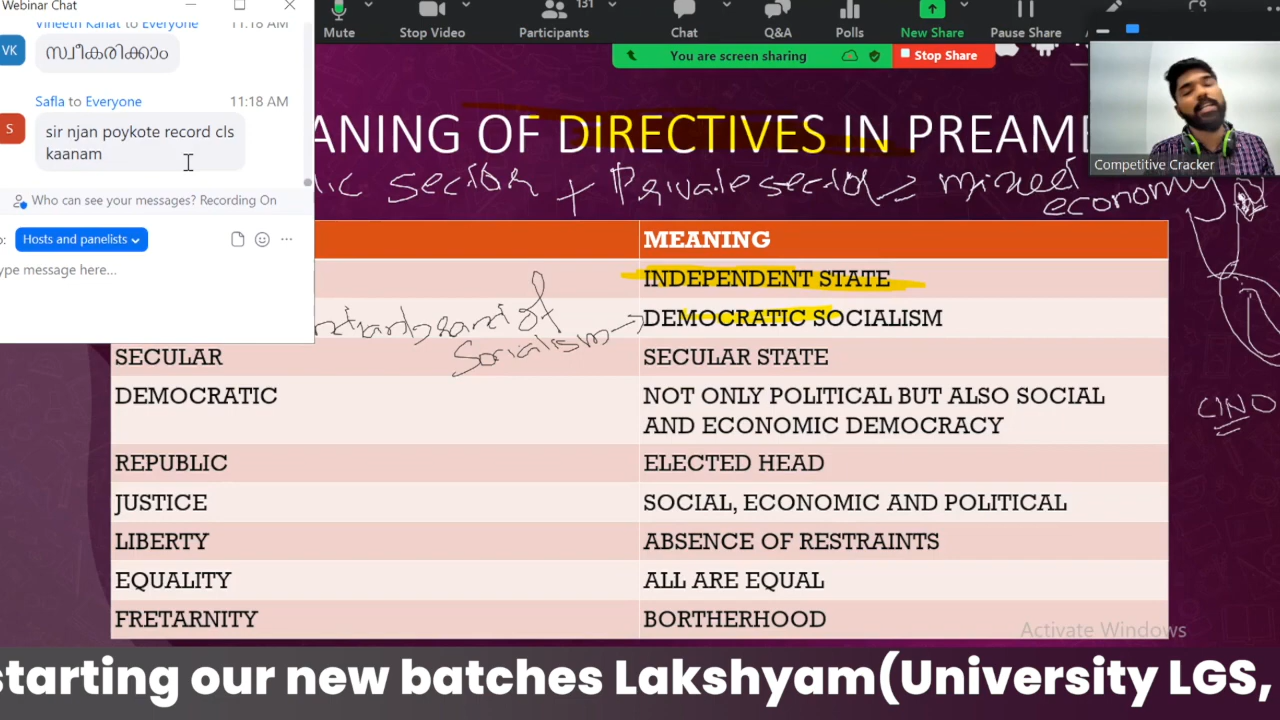 Webinar Chat
Mute
Stop Video
131
Participants
Chat
Q&A
Polls
New Share
Pause Share
You are screen sharing
Stop Share
Vineeth Kanat to Everyone 11:18 AM
VK
സ്വീകരിക്കാം
Safla to Everyone 11:18 AM
S
sir njan poykote record cls
kaanam
Who can see your messages? Recording On
Hosts and panelists
ype message here...
Competitive Cracker
ANING OF DIRECTIVES IN PREAM
sector + Private sector = mixed
economy
MEANING
INDEPENDENT STATE
of
Socialism → DEMOCRATIC SOCIALISM
SECULAR SECULAR STATE
DEMOCRATIC NOT ONLY POLITICAL BUT ALSO SOCIAL
AND ECONOMIC DEMOCRACY
REPUBLIC ELECTED HEAD
JUSTICE SOCIAL, ECONOMIC AND POLITICAL
LIBERTY ABSENCE OF RESTRAINTS
EQUALITY ALL ARE EQUAL
FRETARNITY BORTHERHOOD
Activate Windows
starting our new batches Lakshyam(University LGS,